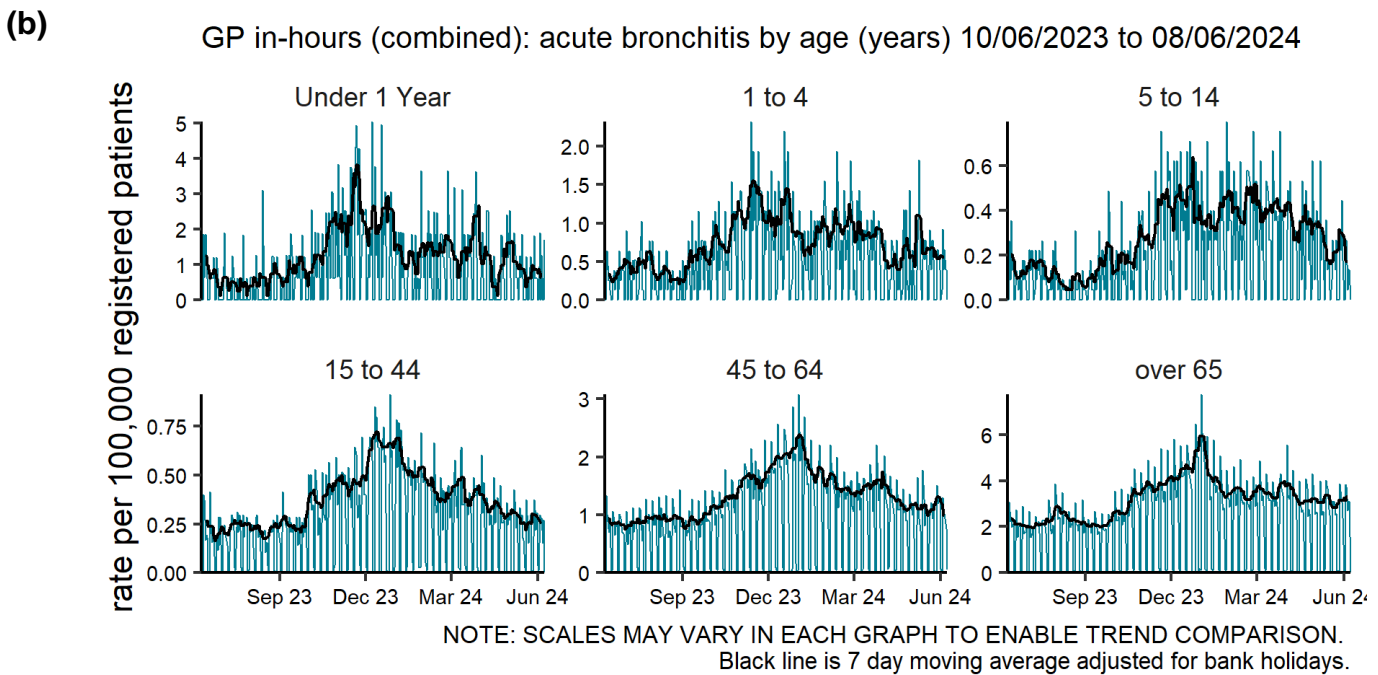 (b)
GP in-hours (combined): acute bronchitis by age (years) 10/06/2023 to 08/06/2024
rate per 100,000 registered patients
Under 1 Year
5
4
3
2
1
0
1 to 4
2.0
1.5
1.0
0.5
0.0
5 to 14
0.6
0.4
0.2
0.0
15 to 44
0.75
0.50
0.25
0.00
Sep 23 Dec 23 Mar 24 Jun 24
45 to 64
3
2
1
0
Sep 23 Dec 23 Mar 24 Jun 24
over 65
6
4
2
0
Sep 23 Dec 23 Mar 24 Jun 24
NOTE: SCALES MAY VARY IN EACH GRAPH TO ENABLE TREND COMPARISON.
Black line is 7 day moving average adjusted for bank holidays.